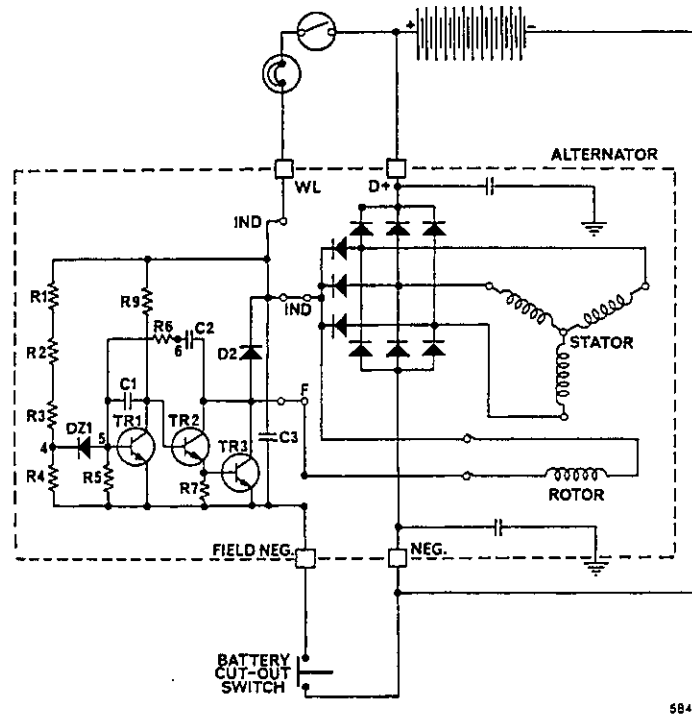 + -
ALTERNATOR
WL
D+
IND
R1
R9
R6
C2
6
IND
R2
D2
STATOR
C1
F
R3
DZ1
5
TR1
TR2
C3
4
TR3
R4
R5
R7
ROTOR
FIELD NEG.
NEG.
BATTERY
CUT-OUT
SWITCH
584